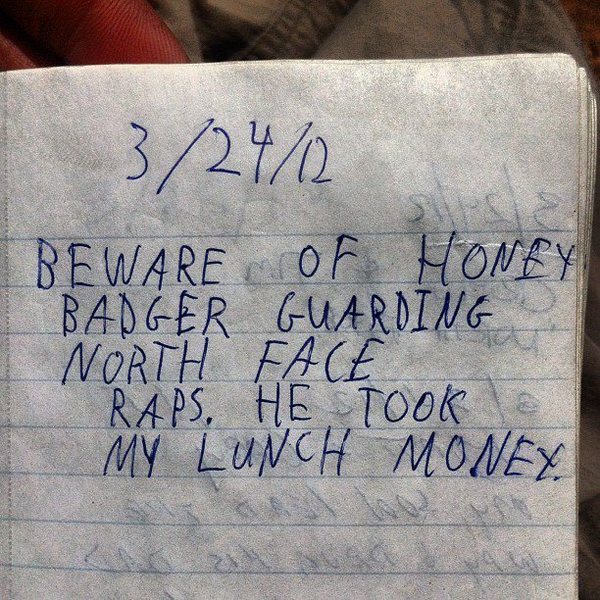 3/24/12
BEWARE OF HONEY
BADGER GUARDING
NORTH FACE
RAPS. HE TOOK
MY LUNCH MONEY.